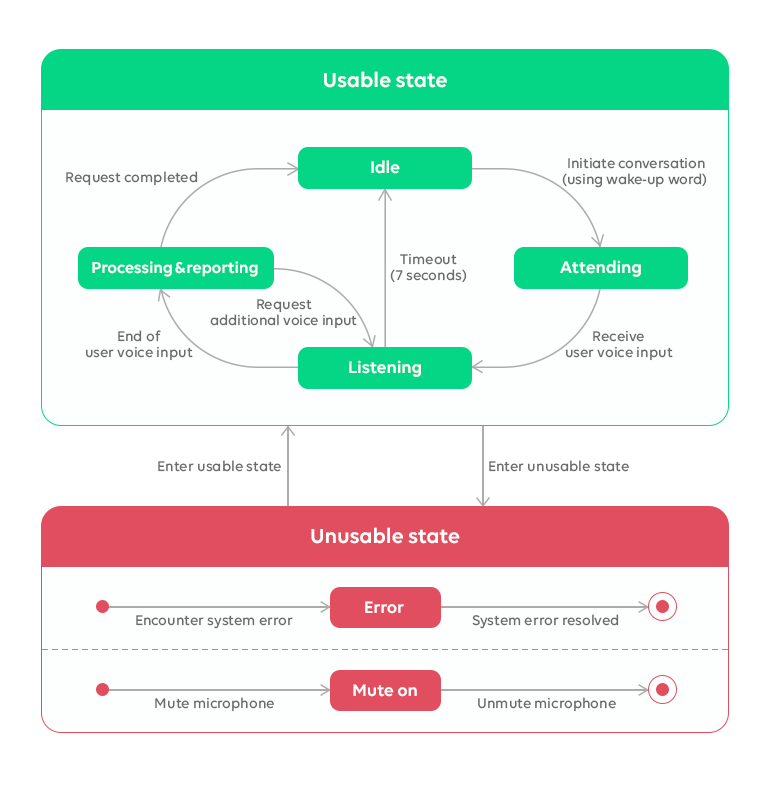 Usable state
Idle
Request completed
Initiate conversation
(using wake-up word)
Processing & reporting
Timeout
(7 seconds)
Attending
Request
additional voice input
End of
user voice input
Receive
user voice input
Listening
Enter usable state
Enter unusable state
Unusable state
Error
Encounter system error
System error resolved
Mute on
Mute microphone
Unmute microphone